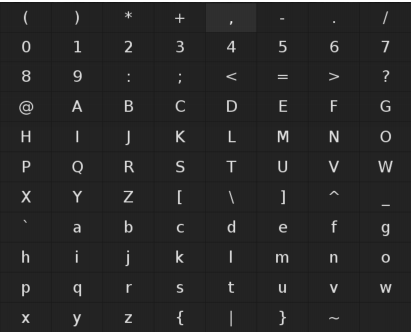 ( ) * + , - . /
0 1 2 3 4 5 6 7
8 9 : ; < = > ?
@ A B C D E F G
H I J K L M N O
P Q R S T U V W
X Y Z [ \ ] ^ _
` a b c d e f g
h i j k l m n o
p q r s t u v w
x y z { | } ~